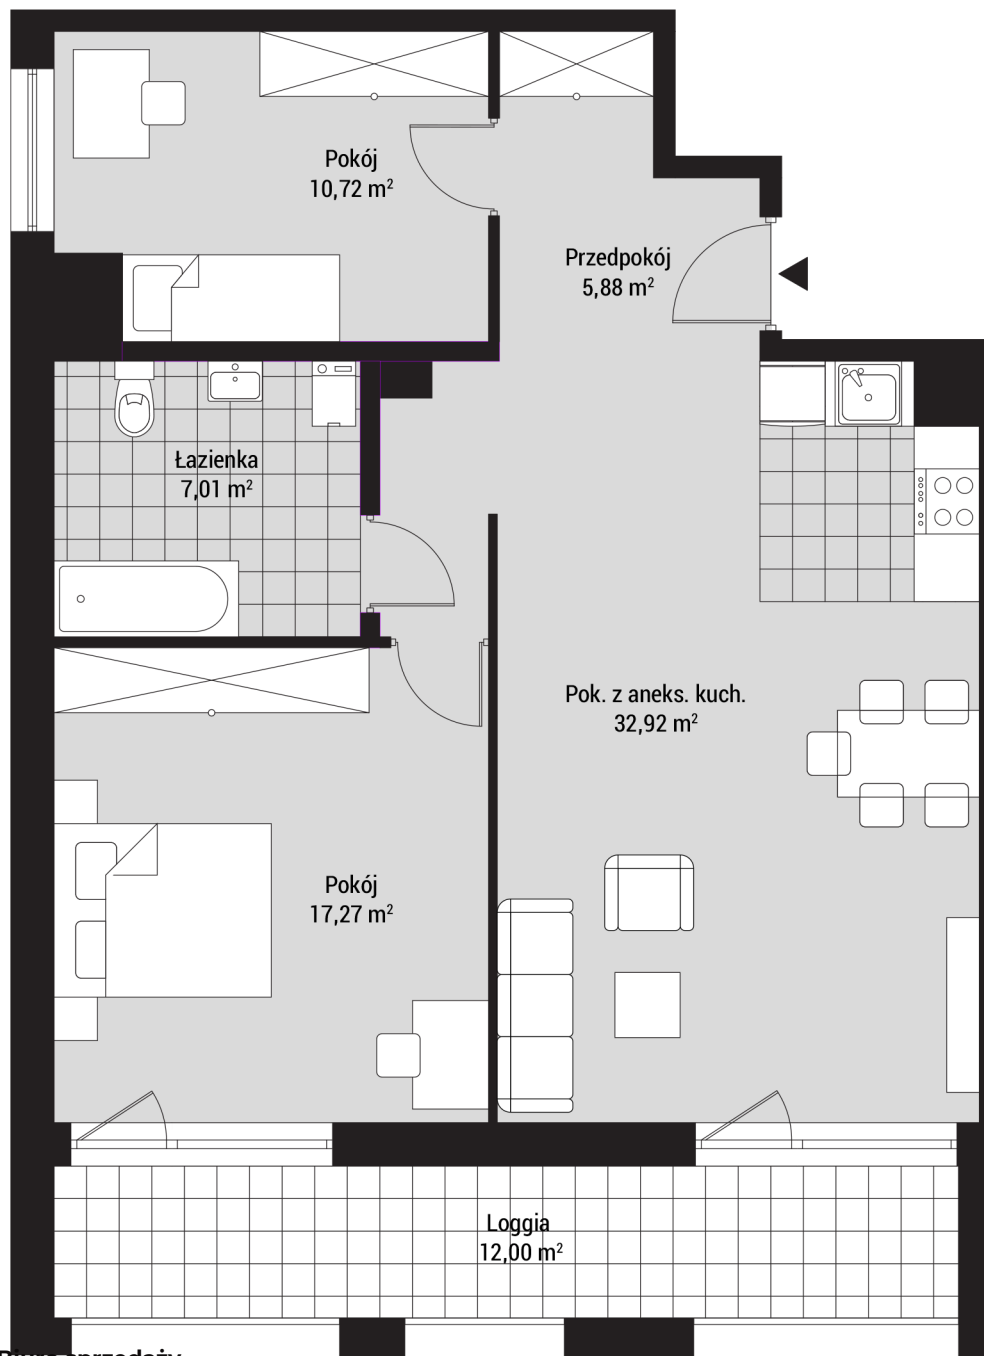 Pokój
10,72 m²
Przedpokój
5,88 m²
Łazienka
7,01 m²
Pok. z aneks. kuch.
32,92 m²
Pokój
17,27 m²
Loggia
12,00 m²